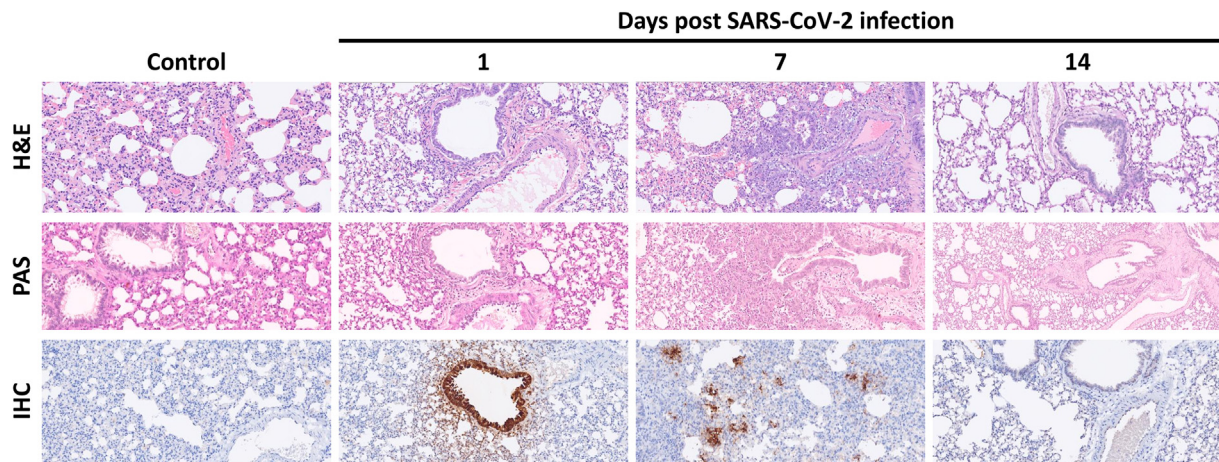 Days post SARS-CoV-2 infection
Control 1 7 14
H&E
PAS
IHC